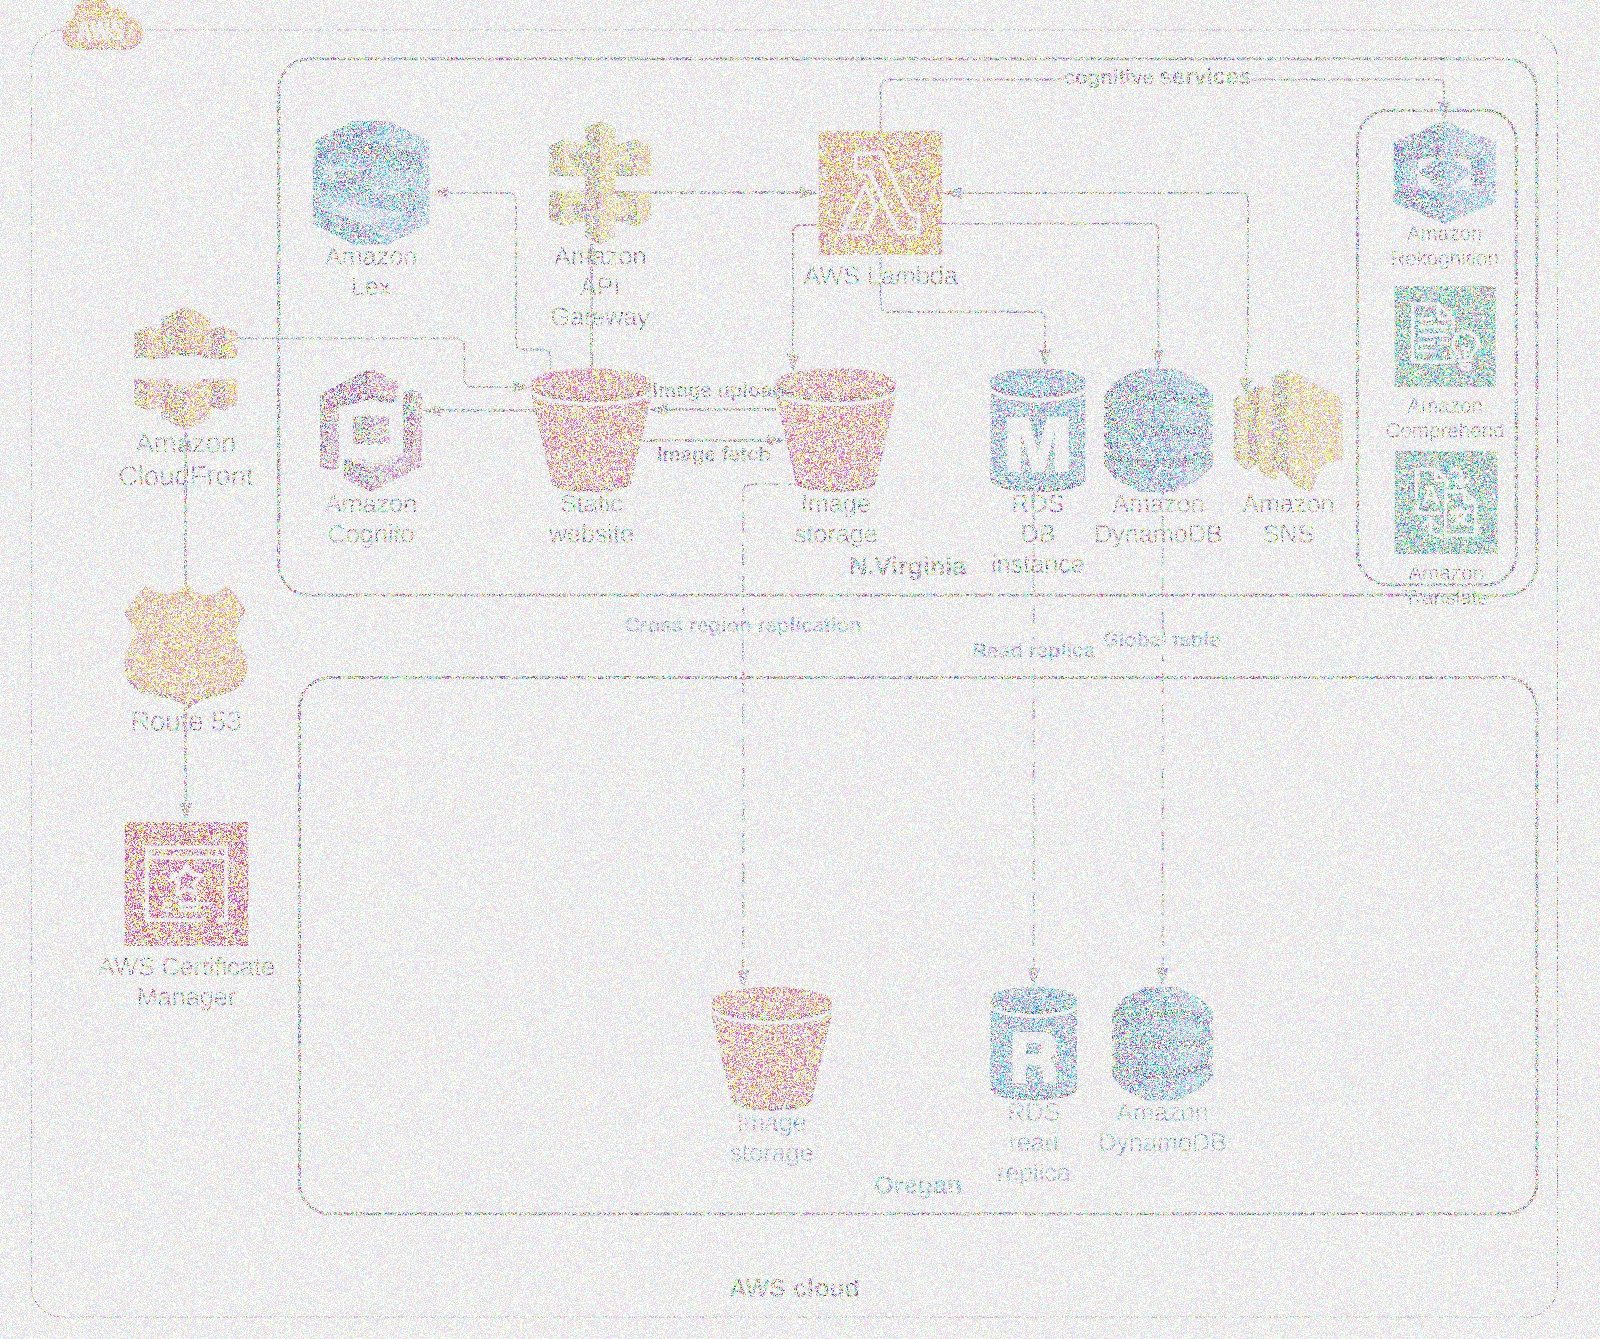 AWS
cognitive services
Amazon
Lex
Amazon
API
Gateway
AWS Lambda
Amazon
Rekognition
Amazon
Comprehend
Amazon
Translate
Amazon
CloudFront
Image upload
Image fetch
Amazon
Cognito
Static
website
Image
storage
RDS
DB
instance
Amazon
DynamoDB
Amazon
SNS
N.Virginia
Cross region replication
Read replica
Global table
Route 53
AWS Certificate
Manager
Image
storage
RDS
read
replica
Amazon
DynamoDB
Oregan
AWS cloud